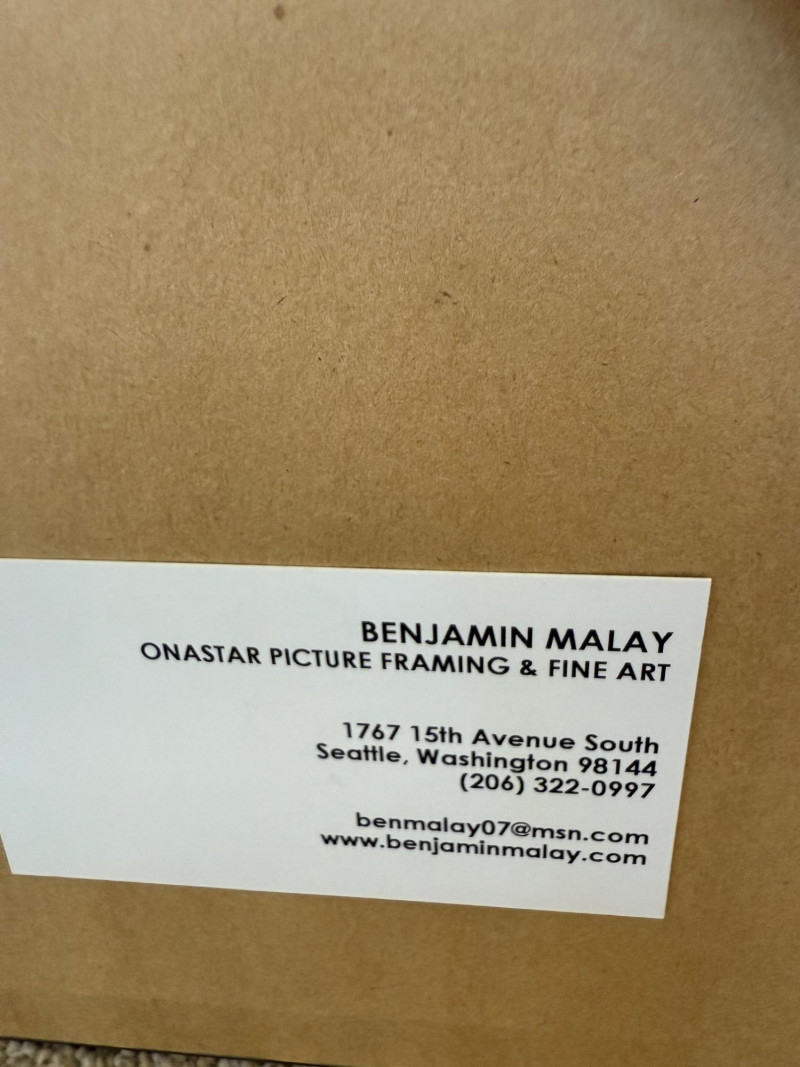 BENJAMIN MALAY
ONASTAR PICTURE FRAMING & FINE ART
1767 15th Avenue South
Seattle, Washington 98144
(206) 322-0997
benmalay07@msn.com
www.benjaminmalay.com